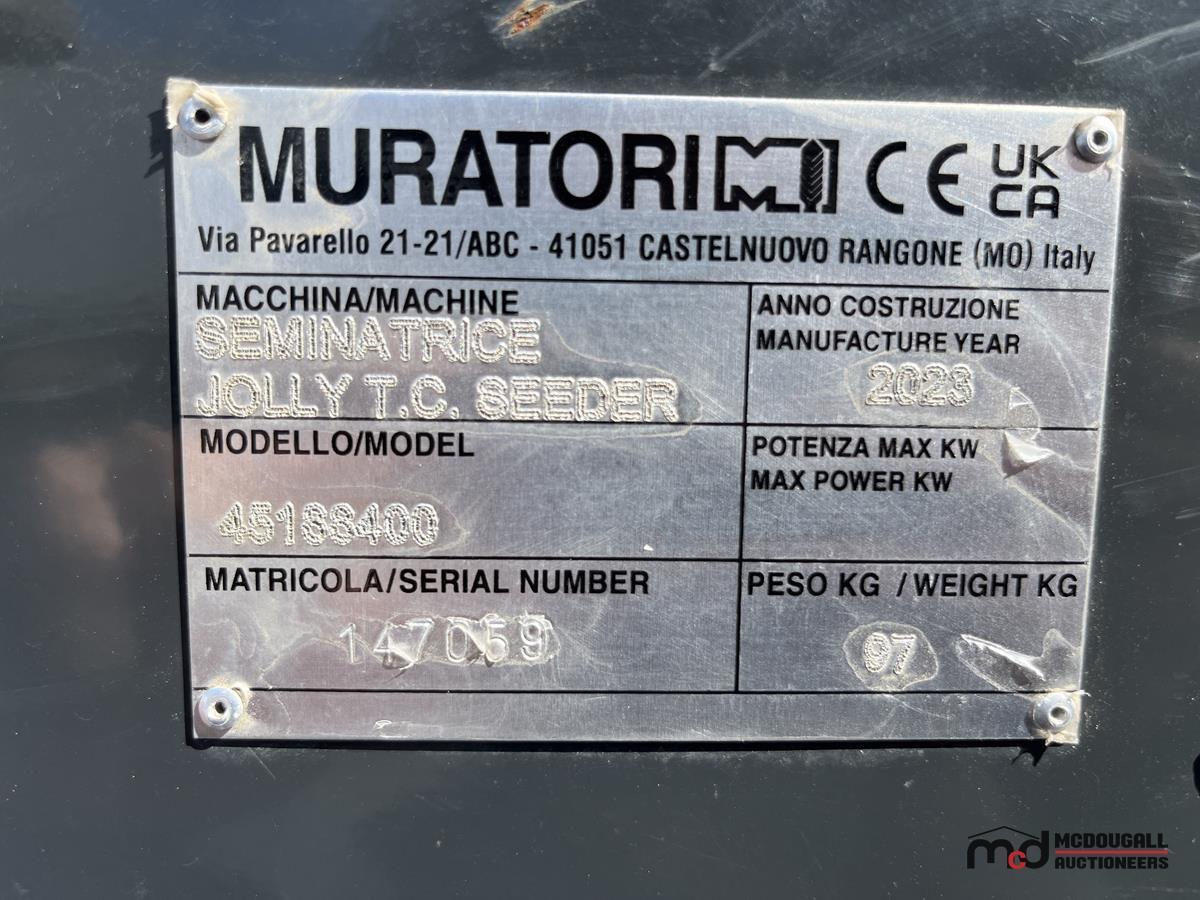 MURATORI MI CE UK CA
Via Pavarello 21-21/ABC - 41051 CASTELNUOVO RANGONE (MO) Italy
MACCHINA/MACHINE
SEMINATRICE
JOLLY T.C. SEEDER
ANNO COSTRUZIONE
MANUFACTURE YEAR
2023
MODELLO/MODEL
45188400
POTENZA MAX KW
MAX POWER KW
MATRICOLA/SERIAL NUMBER
147059
PESO KG / WEIGHT KG
97
mcd MCDOUGALL
AUCTIONEERS